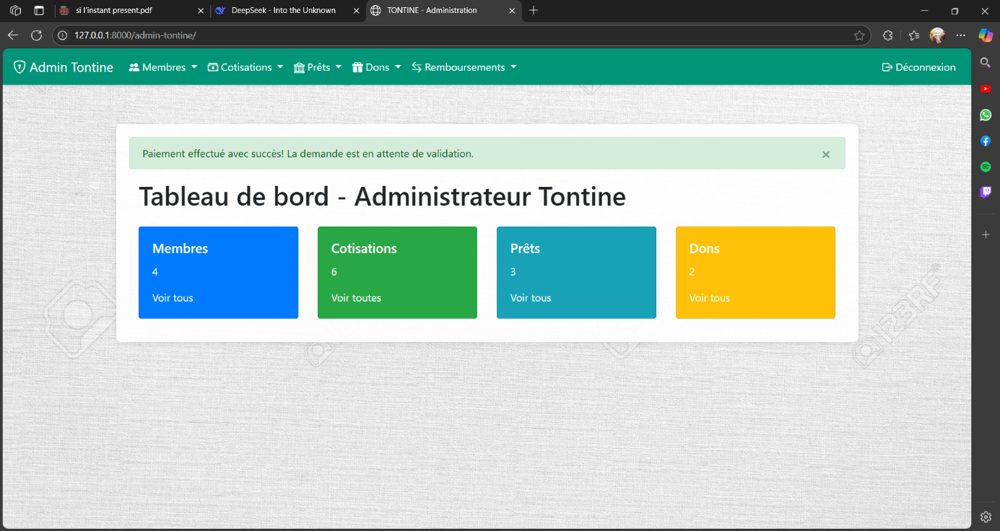 si l'instant present.pdf
DeepSeek - Into the Unknown
TONTINE - Administration
127.0.0.1:8000/admin-tontine/
Admin Tontine
Membres
Cotisations
Prêts
Dons
Remboursements
Déconnexion
Paiement effectué avec succès! La demande est en attente de validation.
Tableau de bord - Administrateur Tontine
Membres
4
Voir tous
Cotisations
6
Voir toutes
Prêts
3
Voir tous
Dons
2
Voir tous
123RF